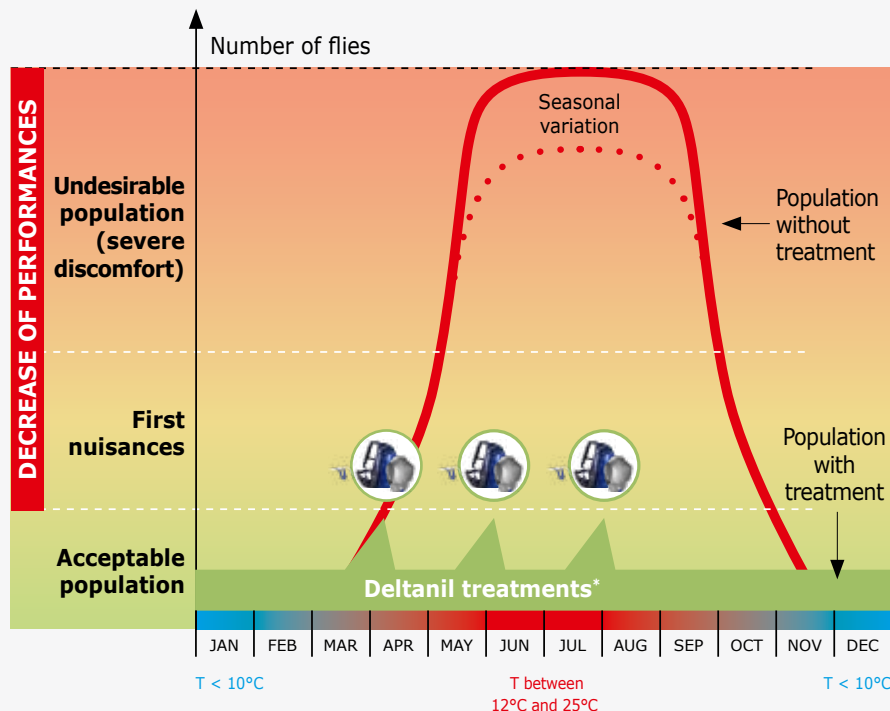 Number of flies
DECREASE OF PERFORMANCES
Seasonal
variation
Undesirable
population
(severe
discomfort)
Population
without
treatment
First
nuisances
Population
with
treatment
Acceptable
population
Deltanil treatments*
JAN FEB MAR APR MAY JUN JUL AUG SEP OCT NOV DEC
T < 10°C T between T < 10°C
12°C and 25°C